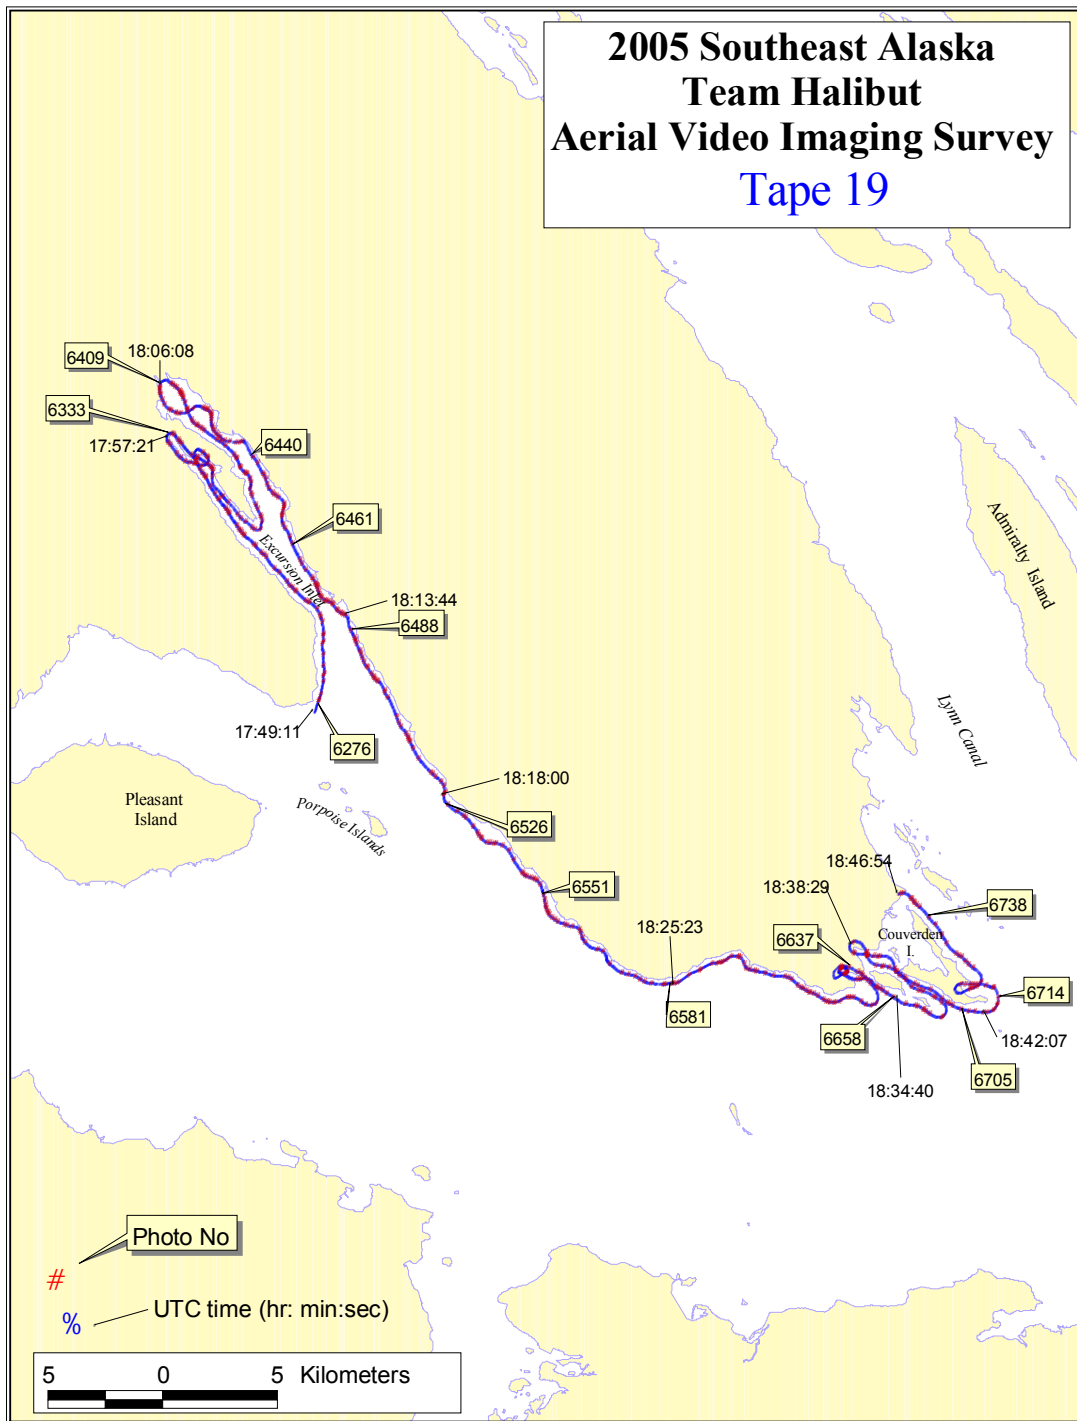 2005 Southeast Alaska
Team Halibut
Aerial Video Imaging Survey
Tape 19
18:06:08
6409
6333
17:57:21
6440
6461
Excursion Inlet
18:13:44
6488
17:49:11
6276
Admiralty Island
Lynn Canal
18:18:00
Pleasant
Island
Porpoise Islands
6526
6551
18:46:54
18:38:29
6738
18:25:23
6637
Couverden
I.
6714
6581
6658
18:42:07
6705
18:34:40
Photo No
#
UTC time (hr: min:sec)
%
5 0 5 Kilometers